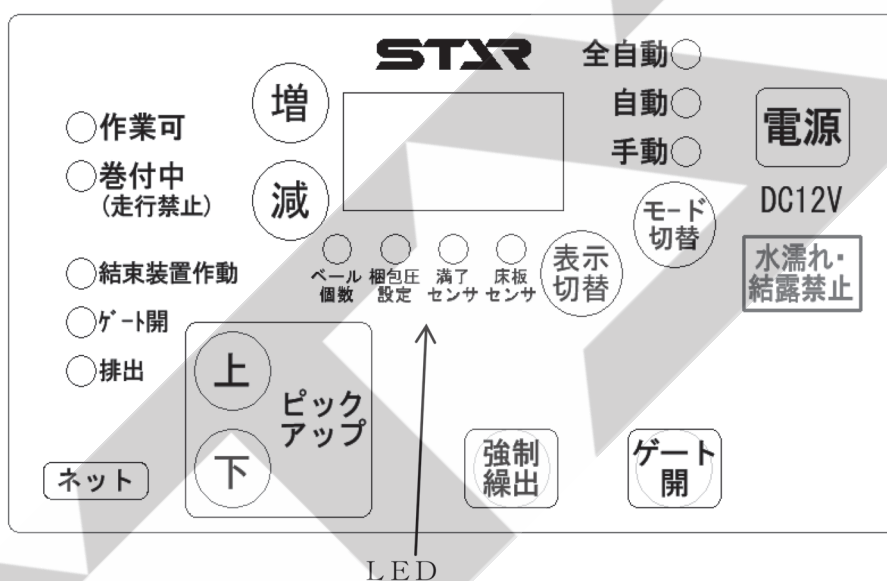 STAR
全自動
自動
手動
作業可
巻付中
(走行禁止)
結束装置作動
ゲート開
排出
増
減
電源
DC12V
モード
切替
水濡れ・
結露禁止
ベール
個数
梱包圧
設定
満了
センサ
床板
センサ
表示
切替
上
下
ピック
アップ
ネット
強制
繰出
ゲート
開
LED